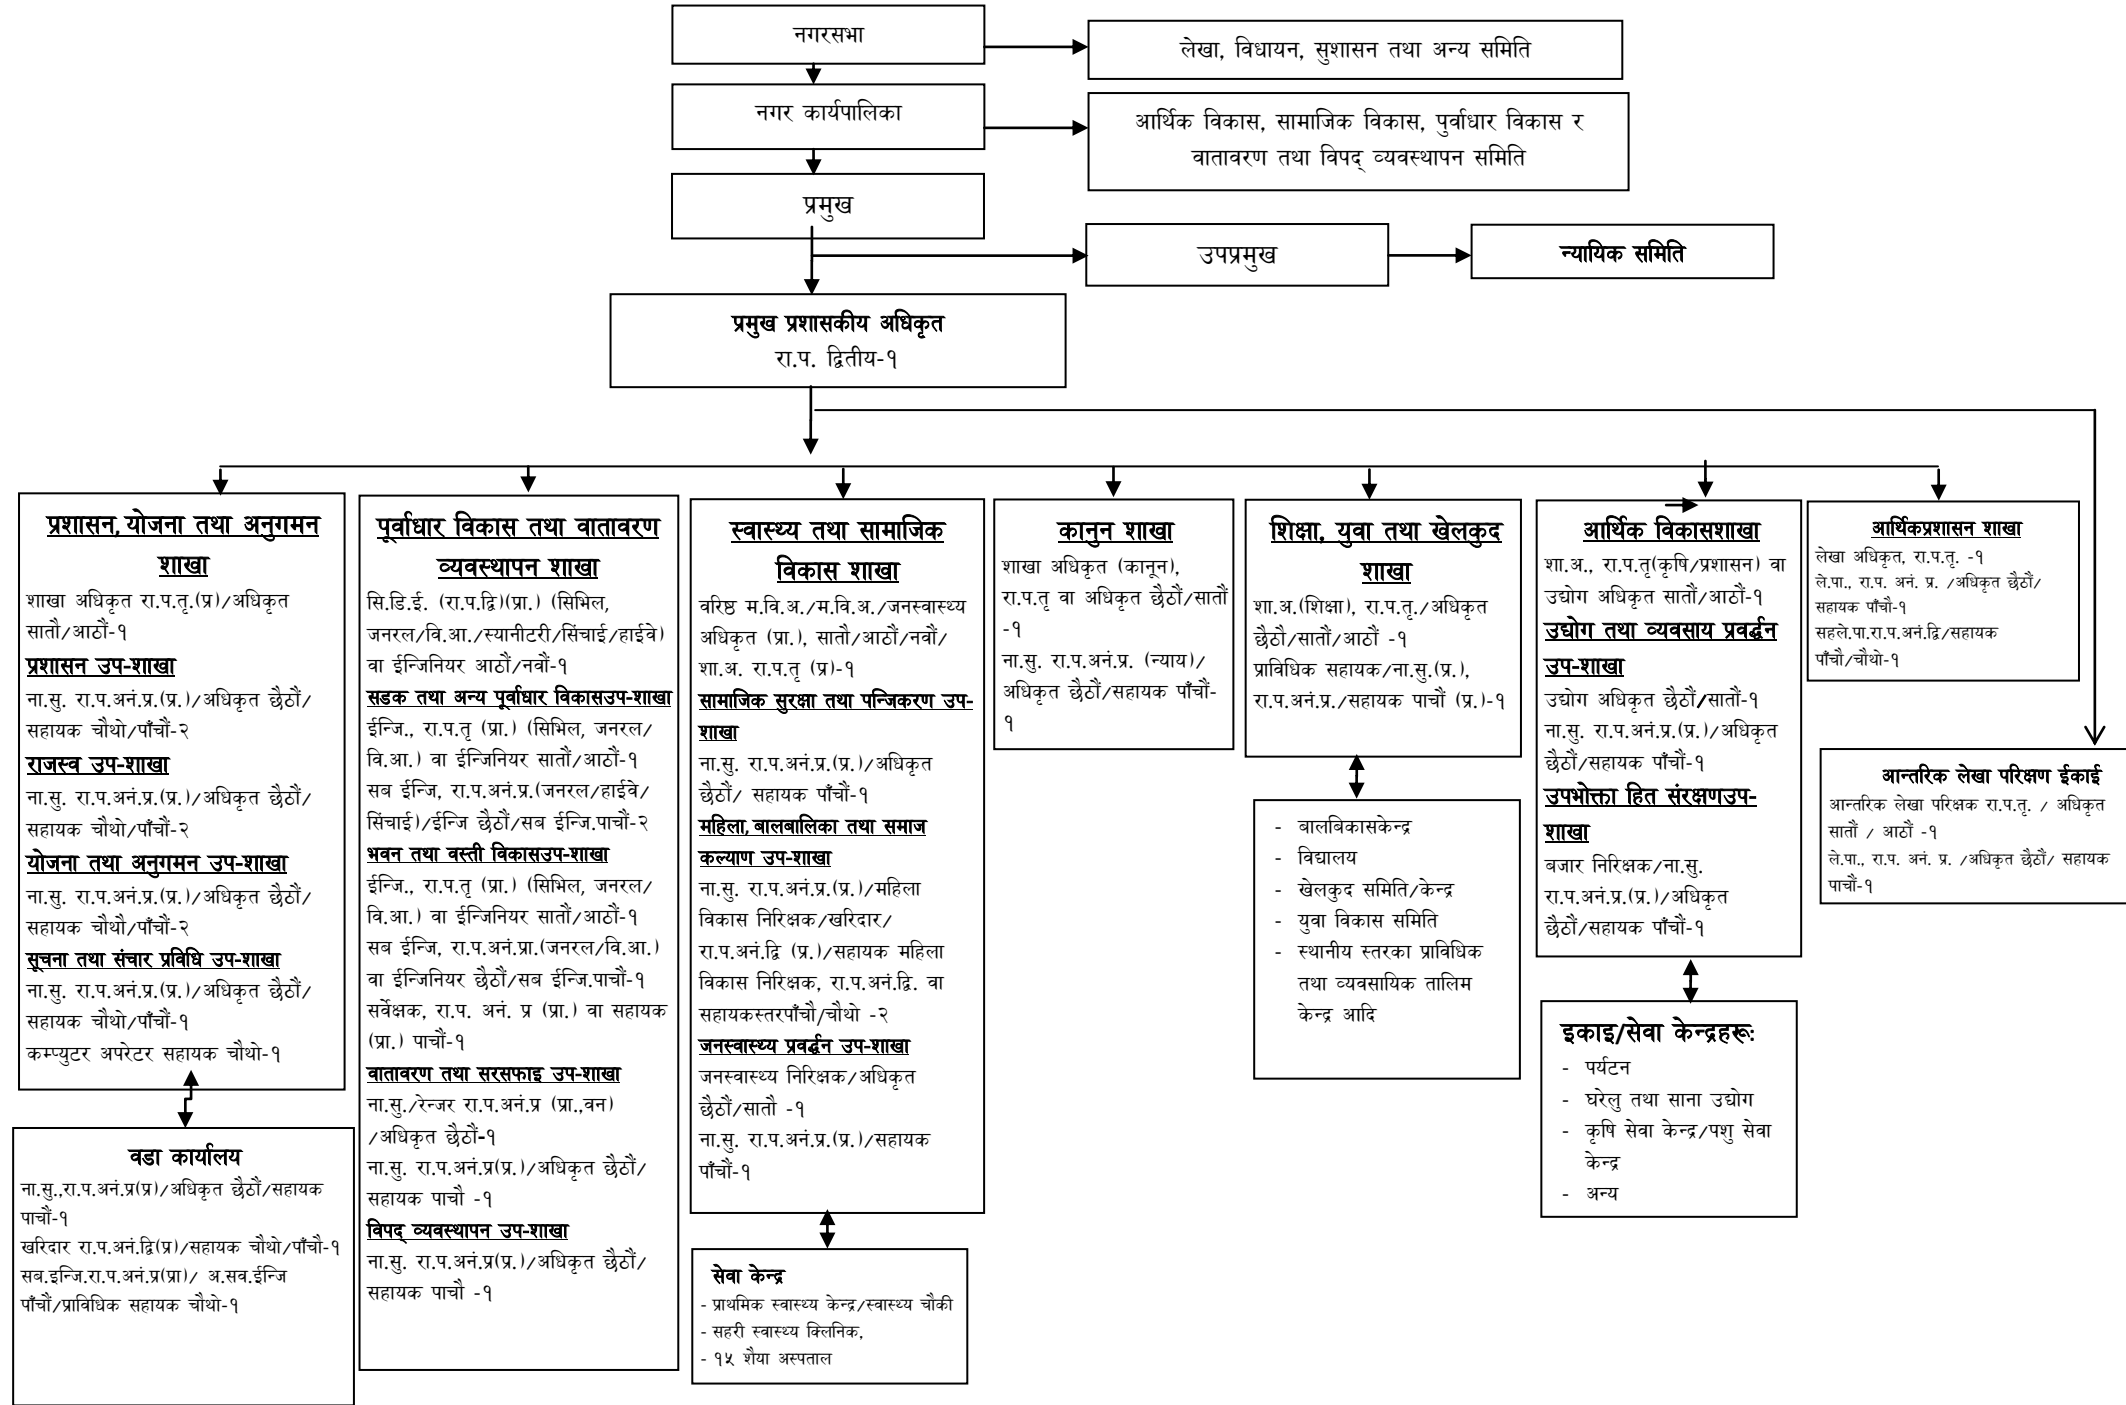 नगरसभा
लेखा, विधायन, सुशासन तथा अन्य समिति
नगर कार्यपालिका
आर्थिक विकास, सामाजिक विकास, पुर्वाधार विकास र
वातावरण तथा विपद् व्यवस्थापन समिति
प्रमुख
उपप्रमुख
न्यायिक समिति
प्रमुख प्रशासकीय अधिकृत
रा.प. द्वितीय-१
प्रशासन, योजना तथा अनुगमन
शाखा
शाखा अधिकृत रा.प.तृ.(प्र)/अधिकृत
सातौ/आठौं-१
प्रशासन उप-शाखा
ना.सु. रा.प.अनं.प्र.(प्र.)/अधिकृत छैठौं/
सहायक चौथो/पाँचौं-२
राजस्व उप-शाखा
ना.सु. रा.प.अनं.प्र.(प्र.)/अधिकृत छैठौं/
सहायक चौथो/पाँचौं-२
योजना तथा अनुगमन उप-शाखा
ना.सु. रा.प.अनं.प्र.(प्र.)/अधिकृत छैठौं/
सहायक चौथौ/पाँचौं-२
सूचना तथा संचार प्रविधि उप-शाखा
ना.सु. रा.प.अनं.प्र.(प्र.)/अधिकृत छैठौं/
सहायक चौथो/पाँचौं-१
कम्प्युटर अपरेटर सहायक चौथो-१
वडा कार्यालय
ना.सु.,रा.प.अनं.प्र(प्र)/अधिकृत छैठौं/सहायक
पाचौं-१
खरिदार रा.प.अनं.द्वि(प्र)/सहायक चौथो/पाँचौ-१
सब.इन्जि.रा.प.अनं.प्र(प्रा)/ अ.सव.ईन्जि
पाँचौं/प्राविधिक सहायक चौथो-१
पूर्वाधार विकास तथा वातावरण
व्यवस्थापन शाखा
सि.डि.ई. (रा.प.द्वि)(प्रा.) (सिभिल,
जनरल/वि.आ./स्यानीटरी/सिंचाई/हाईवे)
वा ईन्जिनियर आठौं/नवौं-१
सडक तथा अन्य पूर्वाधार विकासउप-शाखा
ईन्जि., रा.प.तृ (प्रा.) (सिभिल, जनरल/
वि.आ.) वा ईन्जिनियर सातौं/आठौं-१
सब ईन्जि, रा.प.अनं.प्र.(जनरल/हाईवे/
सिंचाई)/ईन्जि छैठौं/सब ईन्जि.पाचौं-२
भवन तथा वस्ती विकासउप-शाखा
ईन्जि., रा.प.तृ (प्रा.) (सिभिल, जनरल/
वि.आ.) वा ईन्जिनियर सातौं/आठौं-१
सब ईन्जि, रा.प.अनं.प्रा.(जनरल/वि.आ.)
वा ईन्जिनियर छैठौं/सब ईन्जि.पाचौं-१
सर्वेक्षक, रा.प. अनं. प्र (प्रा.) वा सहायक
(प्रा.) पाचौं-१
वातावरण तथा सरसफाइ उप-शाखा
ना.सु./रेन्जर रा.प.अनं.प्र (प्रा.,वन)
/अधिकृत छैठौं-१
ना.सु. रा.प.अनं.प्र(प्र.)/अधिकृत छैठौं/
सहायक पाचौ -१
विपद् व्यवस्थापन उप-शाखा
ना.सु. रा.प.अनं.प्र(प्र.)/अधिकृत छैठौं/
सहायक पाचौ -१
स्वास्थ्य तथा सामाजिक
विकास शाखा
वरिष्ठ म.वि.अ./म.वि.अ./जनस्वास्थ्य
अधिकृत (प्रा.), सातौ/आठौं/नवौं/
शा.अ. रा.प.तृ (प्र)-१
सामाजिक सुरक्षा तथा पन्जिकरण उप-
शाखा
ना.सु. रा.प.अनं.प्र.(प्र.)/अधिकृत
छैठौं/ सहायक पाँचौं-१
महिला, बालबालिका तथा समाज
कल्याण उप-शाखा
ना.सु. रा.प.अनं.प्र.(प्र.)/महिला
विकास निरिक्षक/खरिदार/
रा.प.अनं.द्वि (प्र.)/सहायक महिला
विकास निरिक्षक, रा.प.अनं.द्वि. वा
सहायकस्तरपाँचौ/चौथो -२
जनस्वास्थ्य प्रवर्द्धन उप-शाखा
जनस्वास्थ्य निरिक्षक/अधिकृत
छैठौं/सातौ -१
ना.सु. रा.प.अनं.प्र.(प्र.)/सहायक
पाँचौं-१
सेवा केन्द्र
- प्राथमिक स्वास्थ्य केन्द्र/स्वास्थ्य चौकी
- सहरी स्वास्थ्य क्लिनिक,
- १५ शैया अस्पताल
कानुन शाखा
शाखा अधिकृत (कानून),
रा.प.तृ वा अधिकृत छैठौं/सातौं
-१
ना.सु. रा.प.अनं.प्र. (न्याय)/
अधिकृत छैठौं/सहायक पाँचौं-
१
शिक्षा, युवा तथा खेलकुद
शाखा
शा.अ.(शिक्षा), रा.प.तृ./अधिकृत
छैठौं/सातौं/आठौं -१
प्राविधिक सहायक/ना.सु.(प्र.),
रा.प.अनं.प्र./सहायक पाचौं (प्र.)-१
- बालबिकासकेन्द्र
- विद्यालय
- खेलकुद समिति/केन्द्र
- युवा विकास समिति
- स्थानीय स्तरका प्राविधिक
तथा व्यवसायिक तालिम
केन्द्र आदि
आर्थिक विकासशाखा
शा.अ., रा.प.तृ(कृषि/प्रशासन) वा
उद्योग अधिकृत सातौं/आठौं-१
उद्योग तथा व्यवसाय प्रवर्द्धन
उप-शाखा
उद्योग अधिकृत छैठौं/सातौं-१
ना.सु. रा.प.अनं.प्र.(प्र.)/अधिकृत
छैठौं/सहायक पाँचौं-१
उपभोक्ता हित संरक्षणउप-
शाखा
बजार निरिक्षक/ना.सु.
रा.प.अनं.प्र.(प्र.)/अधिकृत
छैठौं/सहायक पाँचौं-१
इकाइ/सेवा केन्द्रहरू:
- पर्यटन
- घरेलु तथा साना उद्योग
- कृषि सेवा केन्द्र/पशु सेवा
केन्द्र
- अन्य
आर्थिकप्रशासन शाखा
लेखा अधिकृत, रा.प.तृ. -१
ले.पा., रा.प. अनं. प्र. /अधिकृत छैठौं/
सहायक पाँचौ-१
सहले.पा.रा.प.अनं.द्वि/सहायक
पाँचौ/चौथो-१
आन्तरिक लेखा परिक्षण ईकाई
आन्तरिक लेखा परिक्षक रा.प.तृ. / अधिकृत
सातौं / आठौं -१
ले.पा., रा.प. अनं. प्र. /अधिकृत छैठौं/ सहायक
पाचौं-१